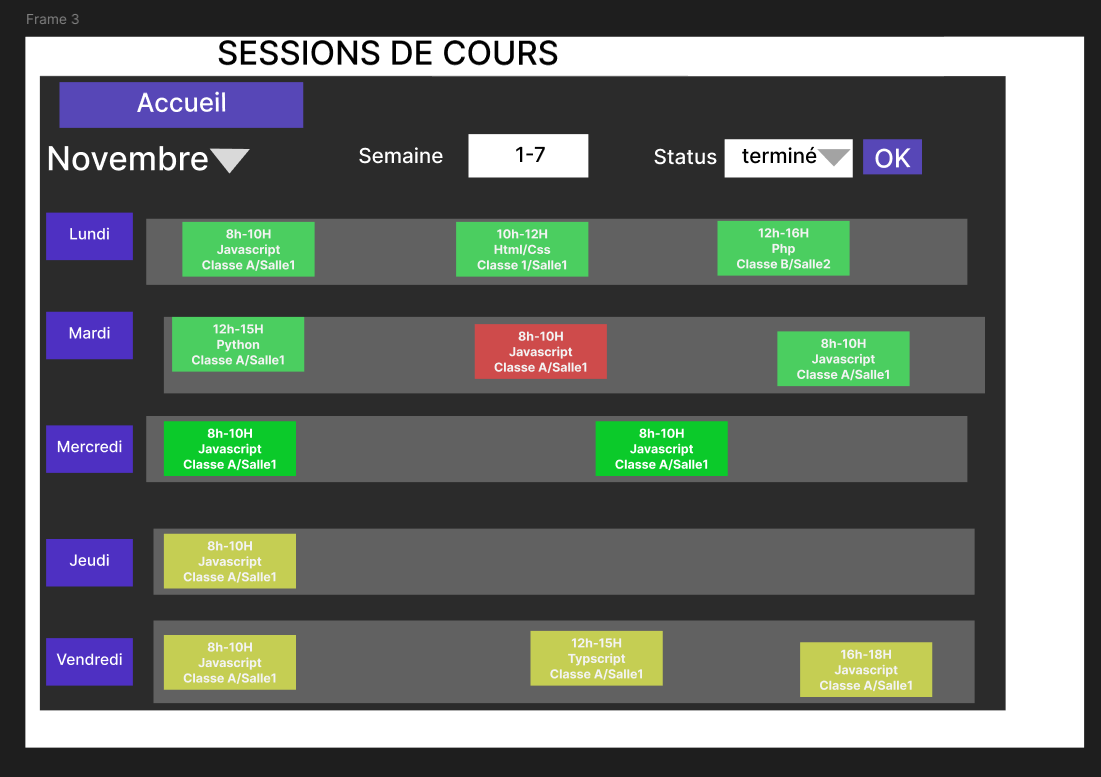 Frame 3
SESSIONS DE COURS
Accueil
Novembre
Semaine
1-7
Status
terminé
OK
Lundi
8h-10H
Javascript
Classe A/Salle1
10h-12H
Html/Css
Classe 1/Salle1
12h-16H
Php
Classe B/Salle2
Mardi
12h-15H
Python
Classe A/Salle1
8h-10H
Javascript
Classe A/Salle1
8h-10H
Javascript
Classe A/Salle1
Mercredi
8h-10H
Javascript
Classe A/Salle1
8h-10H
Javascript
Classe A/Salle1
Jeudi
8h-10H
Javascript
Classe A/Salle1
Vendredi
8h-10H
Javascript
Classe A/Salle1
12h-15H
Typscript
Classe A/Salle1
16h-18H
Javascript
Classe A/Salle1